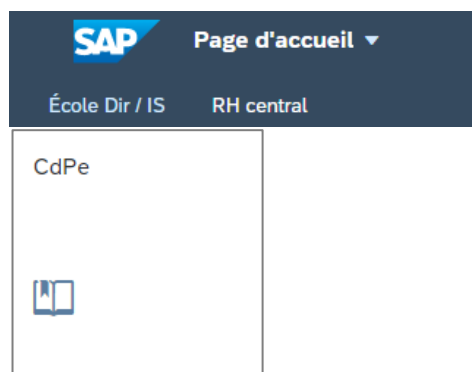 SAP Page d'accueil
École Dir / IS RH central
CdPe